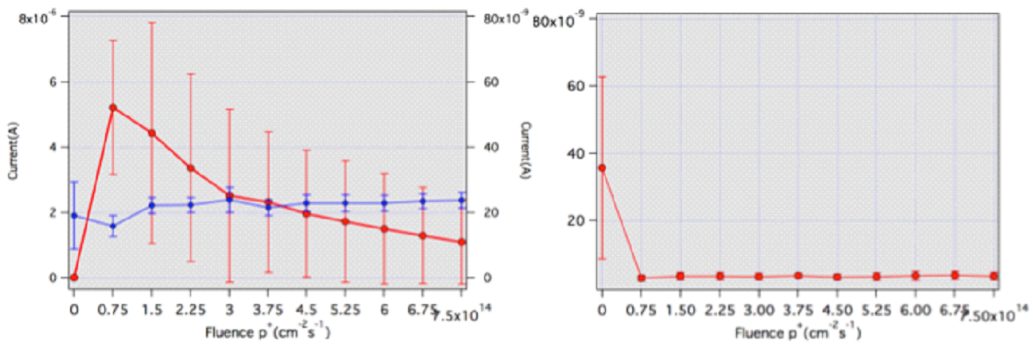 8x10⁻⁶
6
4
2
0
Current(A)
80x10⁻⁹
60
40
20
0
Current(A)
0 0.75 1.5 2.25 3 3.75 4.5 5.25 6 6.75 7.5x10¹⁴
Fluence p⁺(cm⁻²s⁻¹)
80x10⁻⁹
60
40
20
0 0.75 1.50 2.25 3.00 3.75 4.50 5.25 6.00 6.75 7.50x10¹⁴
Fluence p⁺(cm⁻²s⁻¹)